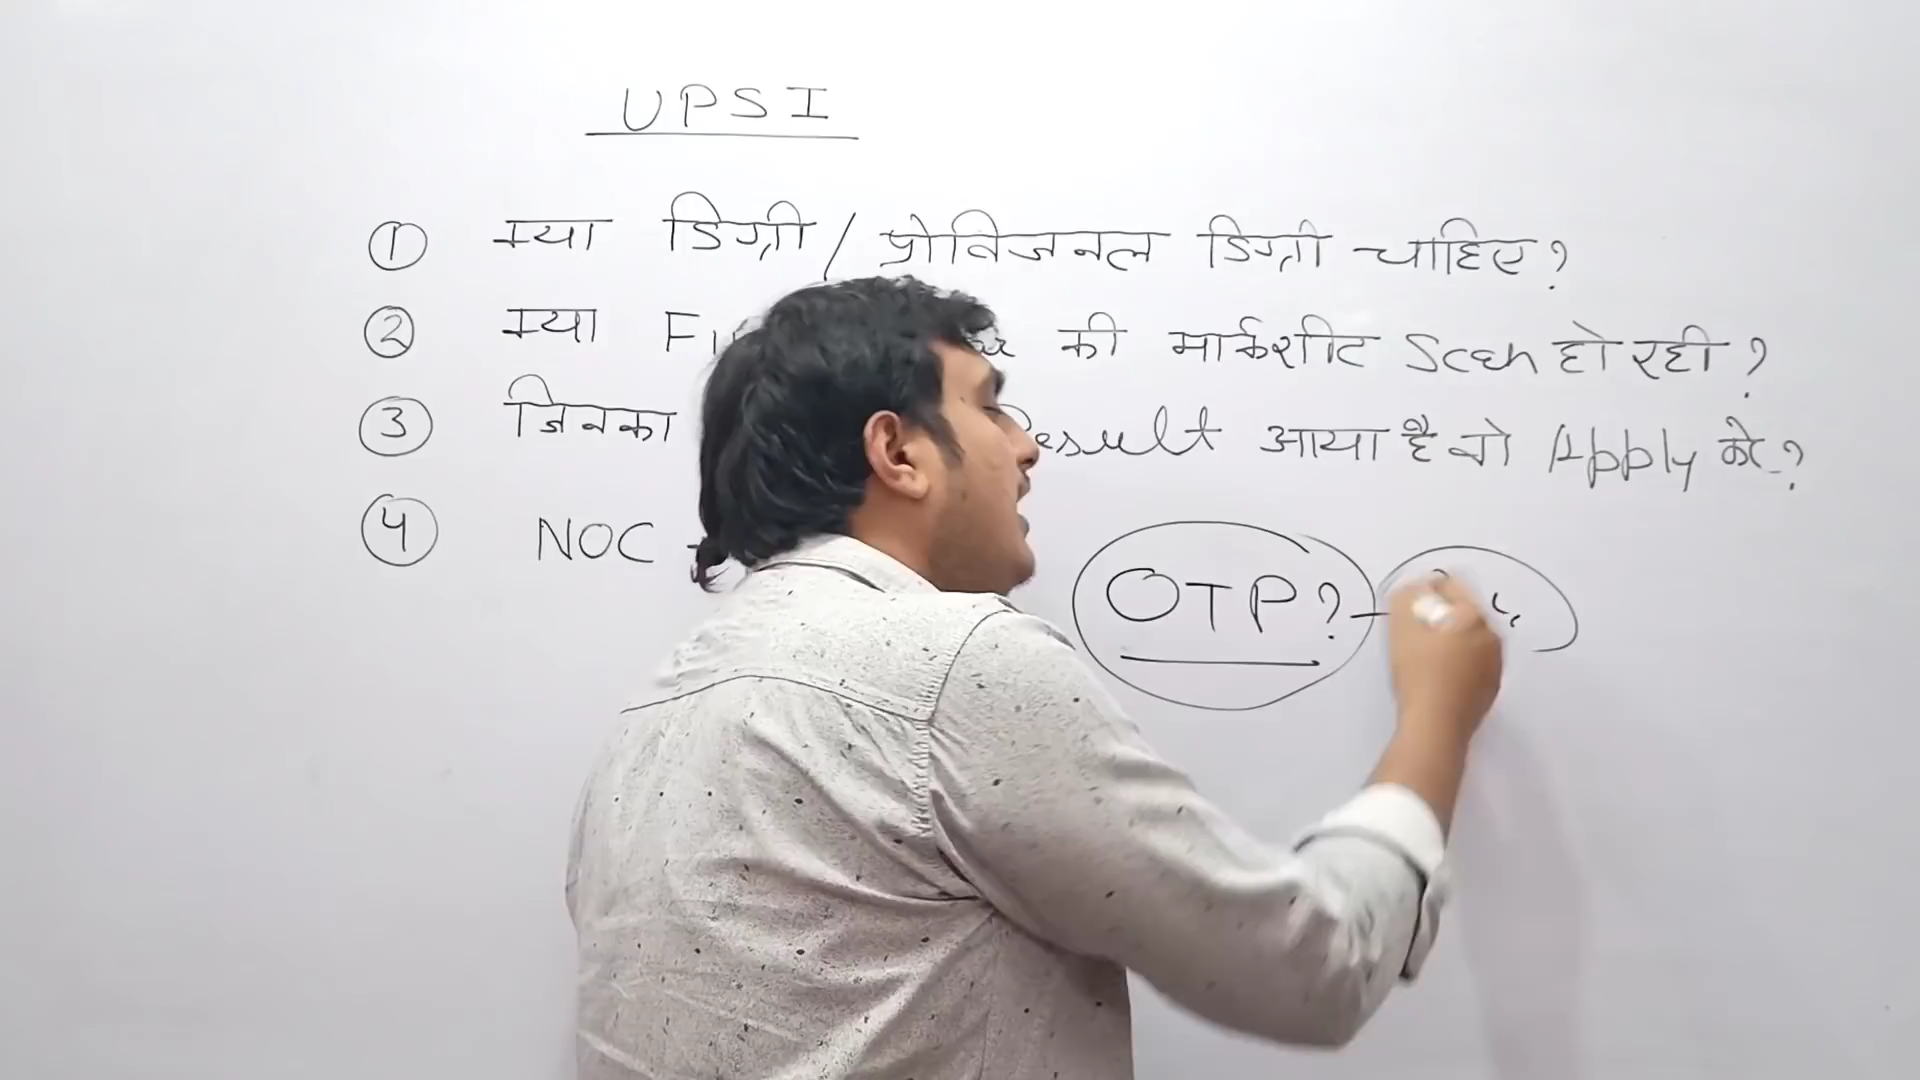 UPSI
① क्या डिग्री / प्रोविजनल डिग्री चाहिए?
② क्या की मार्कशीट Scan हो रही ?
③ जिनका Result आया है वो Apply करे ?
④ NOC
OTP ?